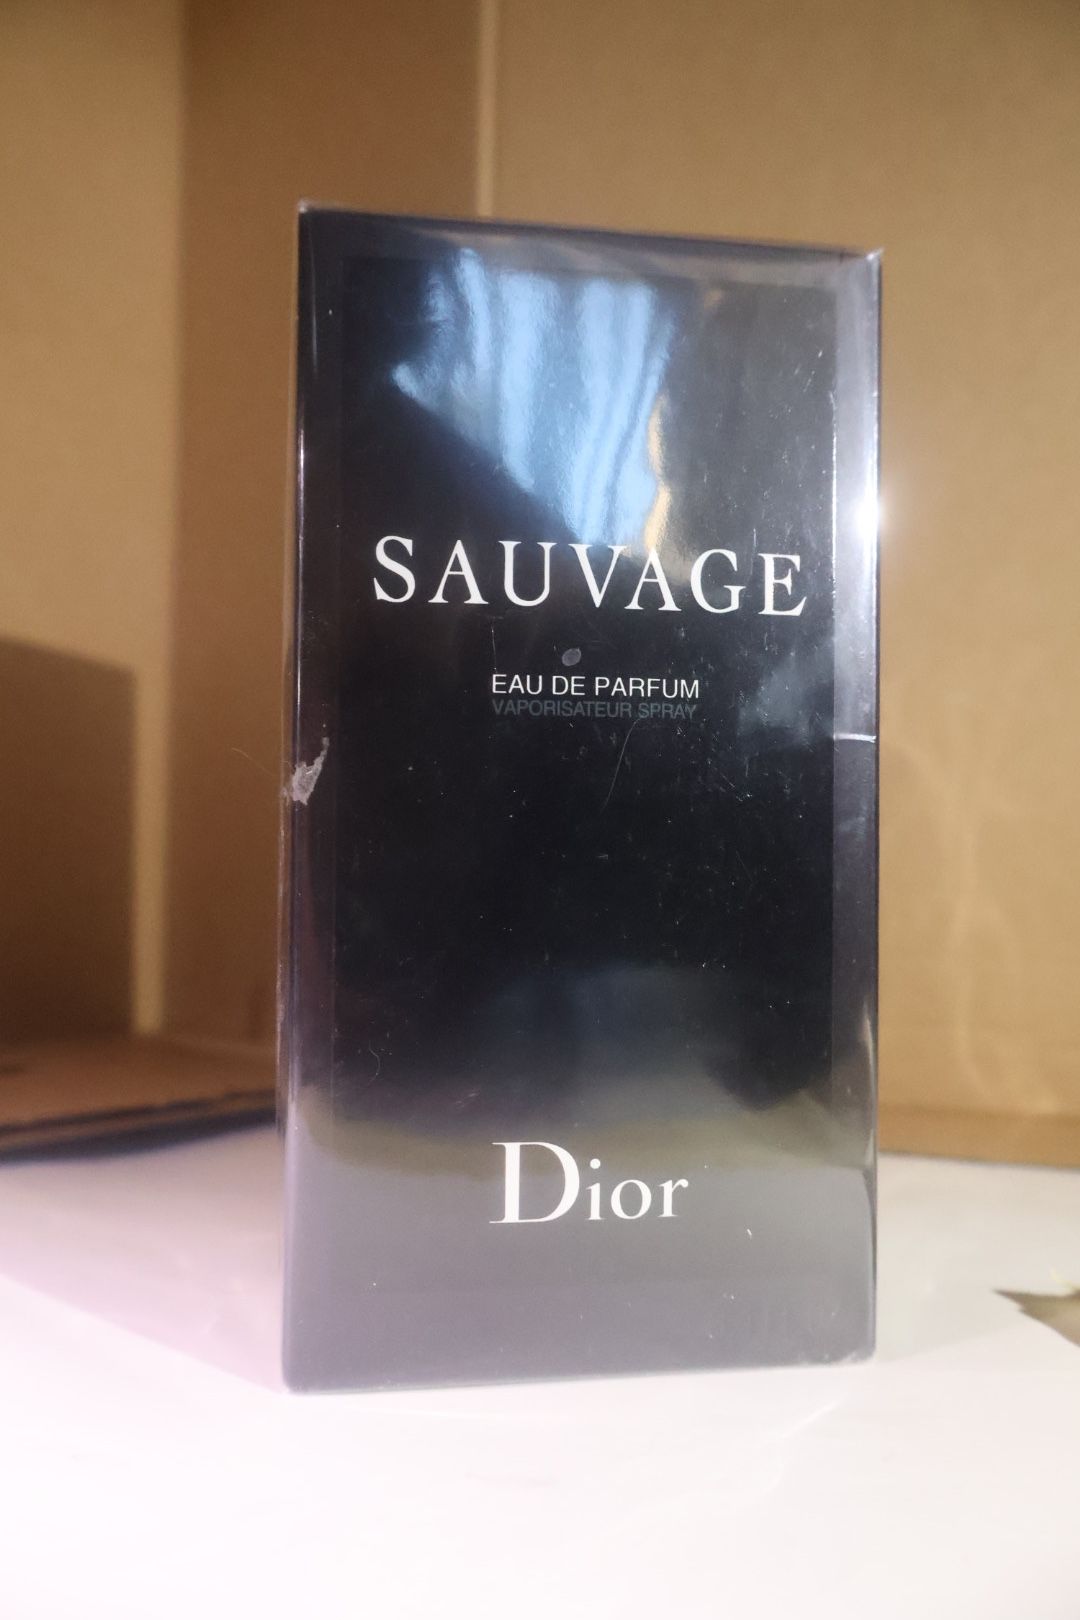 SAUVAGE
EAU DE PARFUM
VAPORISATEUR SPRAY
Dior